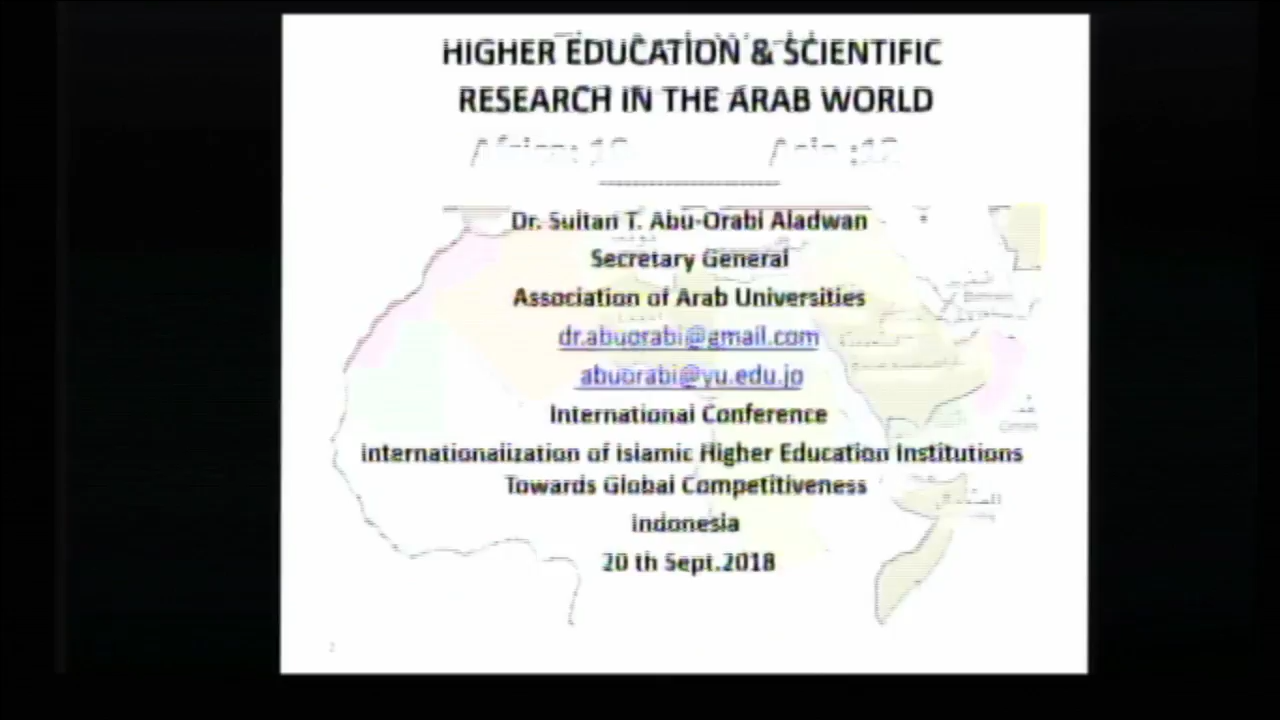 HIGHER EDUCATION & SCIENTIFIC
RESEARCH IN THE ARAB WORLD
--------------------
Dr. Sultan T. Abu-Orabi Aladwan
Secretary General
Association of Arab Universities
dr.abuorabi@gmail.com
abuorabi@yu.edu.jo
International Conference
Internationalization of Islamic Higher Education Institutions
Towards Global Competitiveness
Indonesia
20 th Sept.2018
2